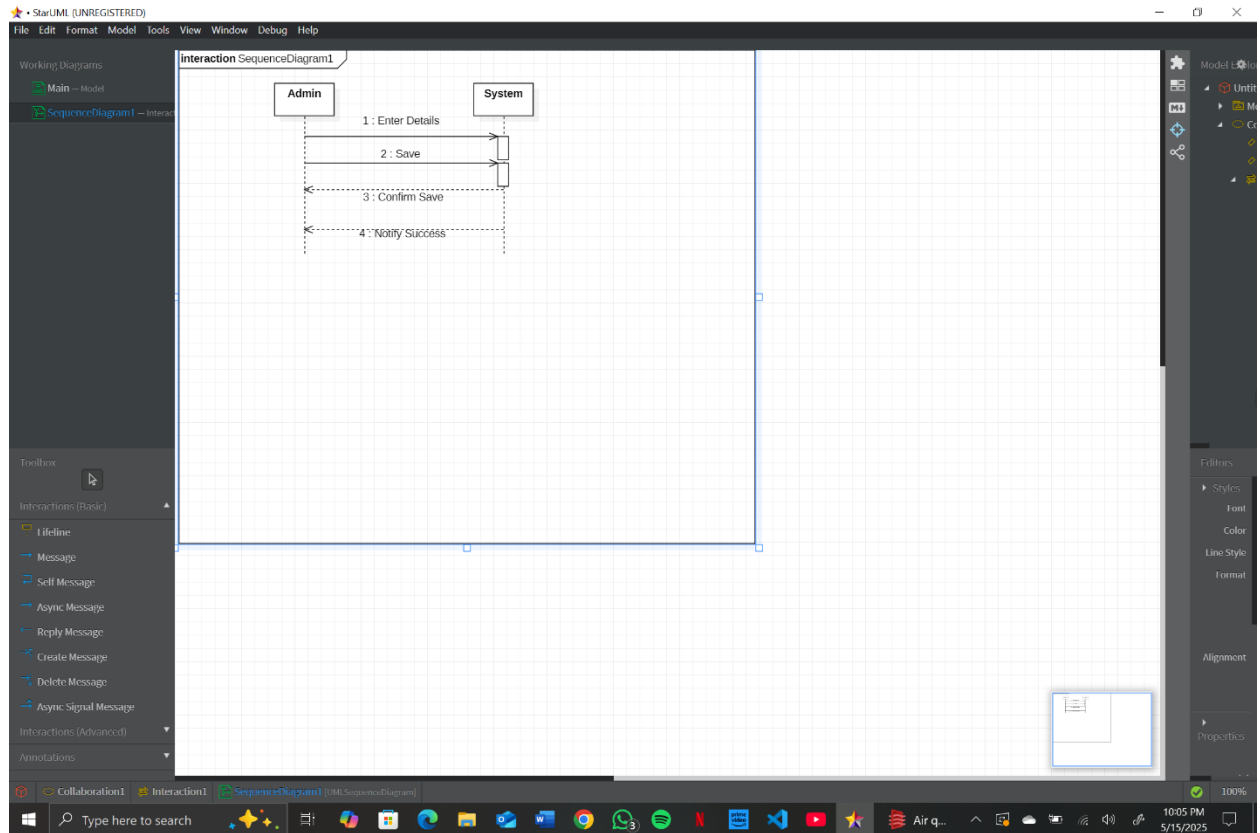 StarUML (UNREGISTERED)
File Edit Format Model Tools View Window Debug Help
Working Diagrams
Main — Model
SequenceDiagram1 — Interac
interaction SequenceDiagram1
Admin
System
1 : Enter Details
2 : Save
3 : Confirm Save
4 : Notify Success
Model
Untit
Toolbox
Interactions (Basic)
Lifeline
Message
Self Message
Async Message
Reply Message
Create Message
Delete Message
Async Signal Message
Interactions (Advanced)
Annotations
Editors
Styles
Font
Color
Line Style
Format
Alignment
Properties
Collaboration1 Interaction1 SequenceDiagram1 [UMLSequenceDiagram]
100%
Type here to search
Air q...
10:05 PM
5/15/2025